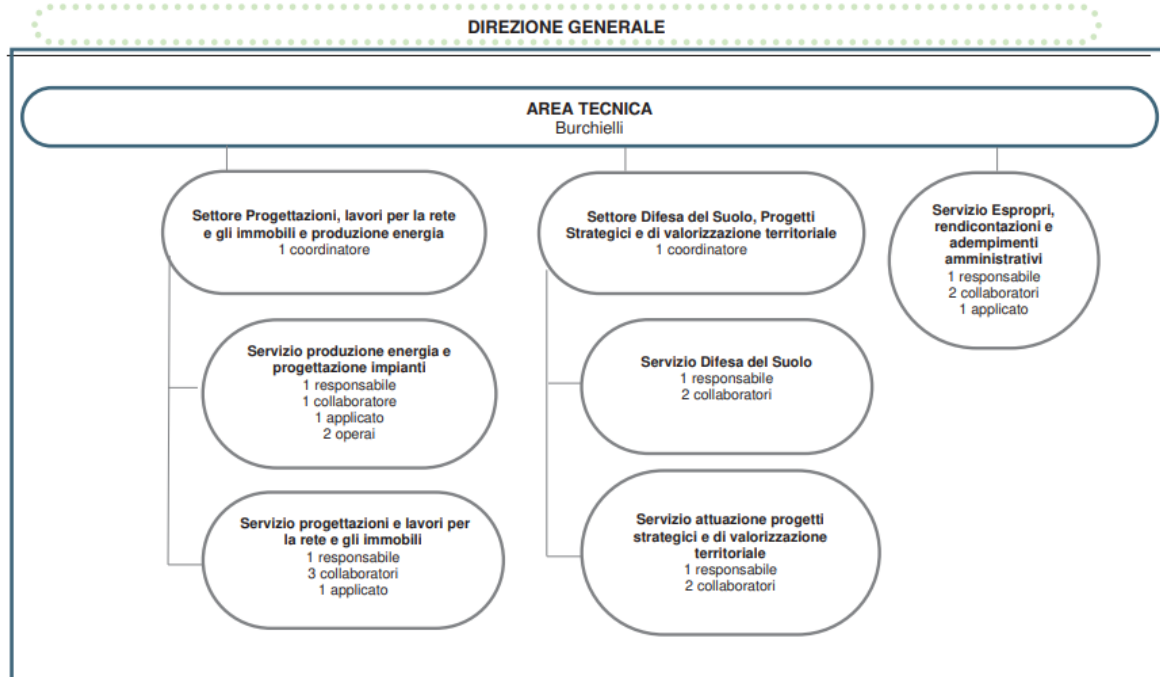 DIREZIONE GENERALE
AREA TECNICA
Burchielli
Settore Progettazioni, lavori per la rete
e gli immobili e produzione energia
1 coordinatore
Servizio produzione energia e
progettazione impianti
1 responsabile
1 collaboratore
1 applicato
2 operai
Servizio progettazioni e lavori per
la rete e gli immobili
1 responsabile
3 collaboratori
1 applicato
Settore Difesa del Suolo, Progetti
Strategici e di valorizzazione territoriale
1 coordinatore
Servizio Difesa del Suolo
1 responsabile
2 collaboratori
Servizio attuazione progetti
strategici e di valorizzazione
territoriale
1 responsabile
2 collaboratori
Servizio Espropri,
rendicontazioni e
adempimenti
amministrativi
1 responsabile
2 collaboratori
1 applicato